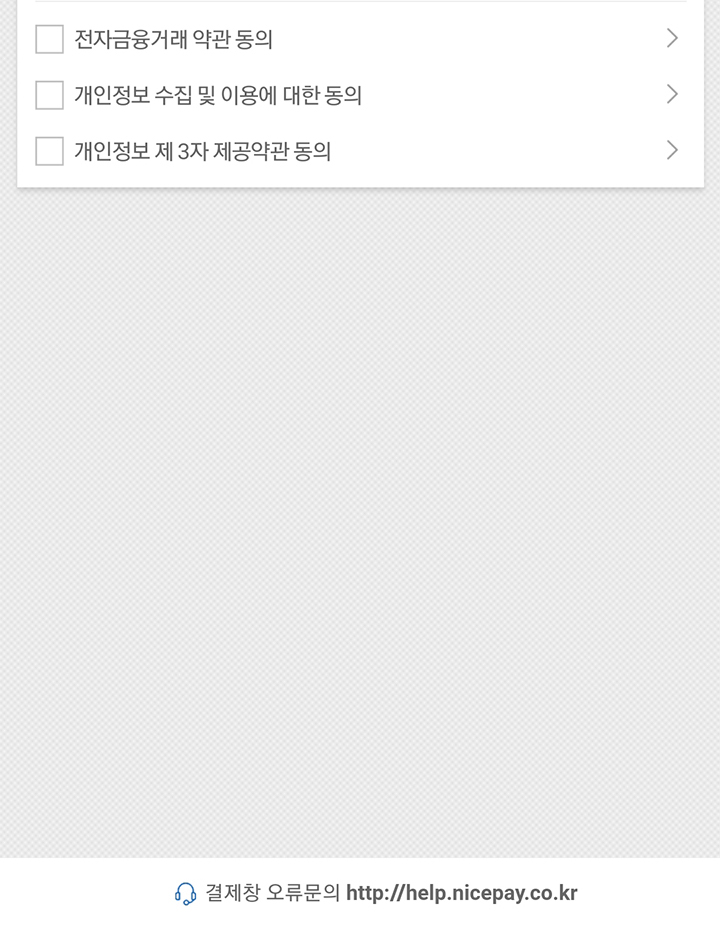 전자금융거래 약관 동의
개인정보 수집 및 이용에 대한 동의
개인정보 제 3자 제공약관 동의
결제창 오류문의 http://help.nicepay.co.kr